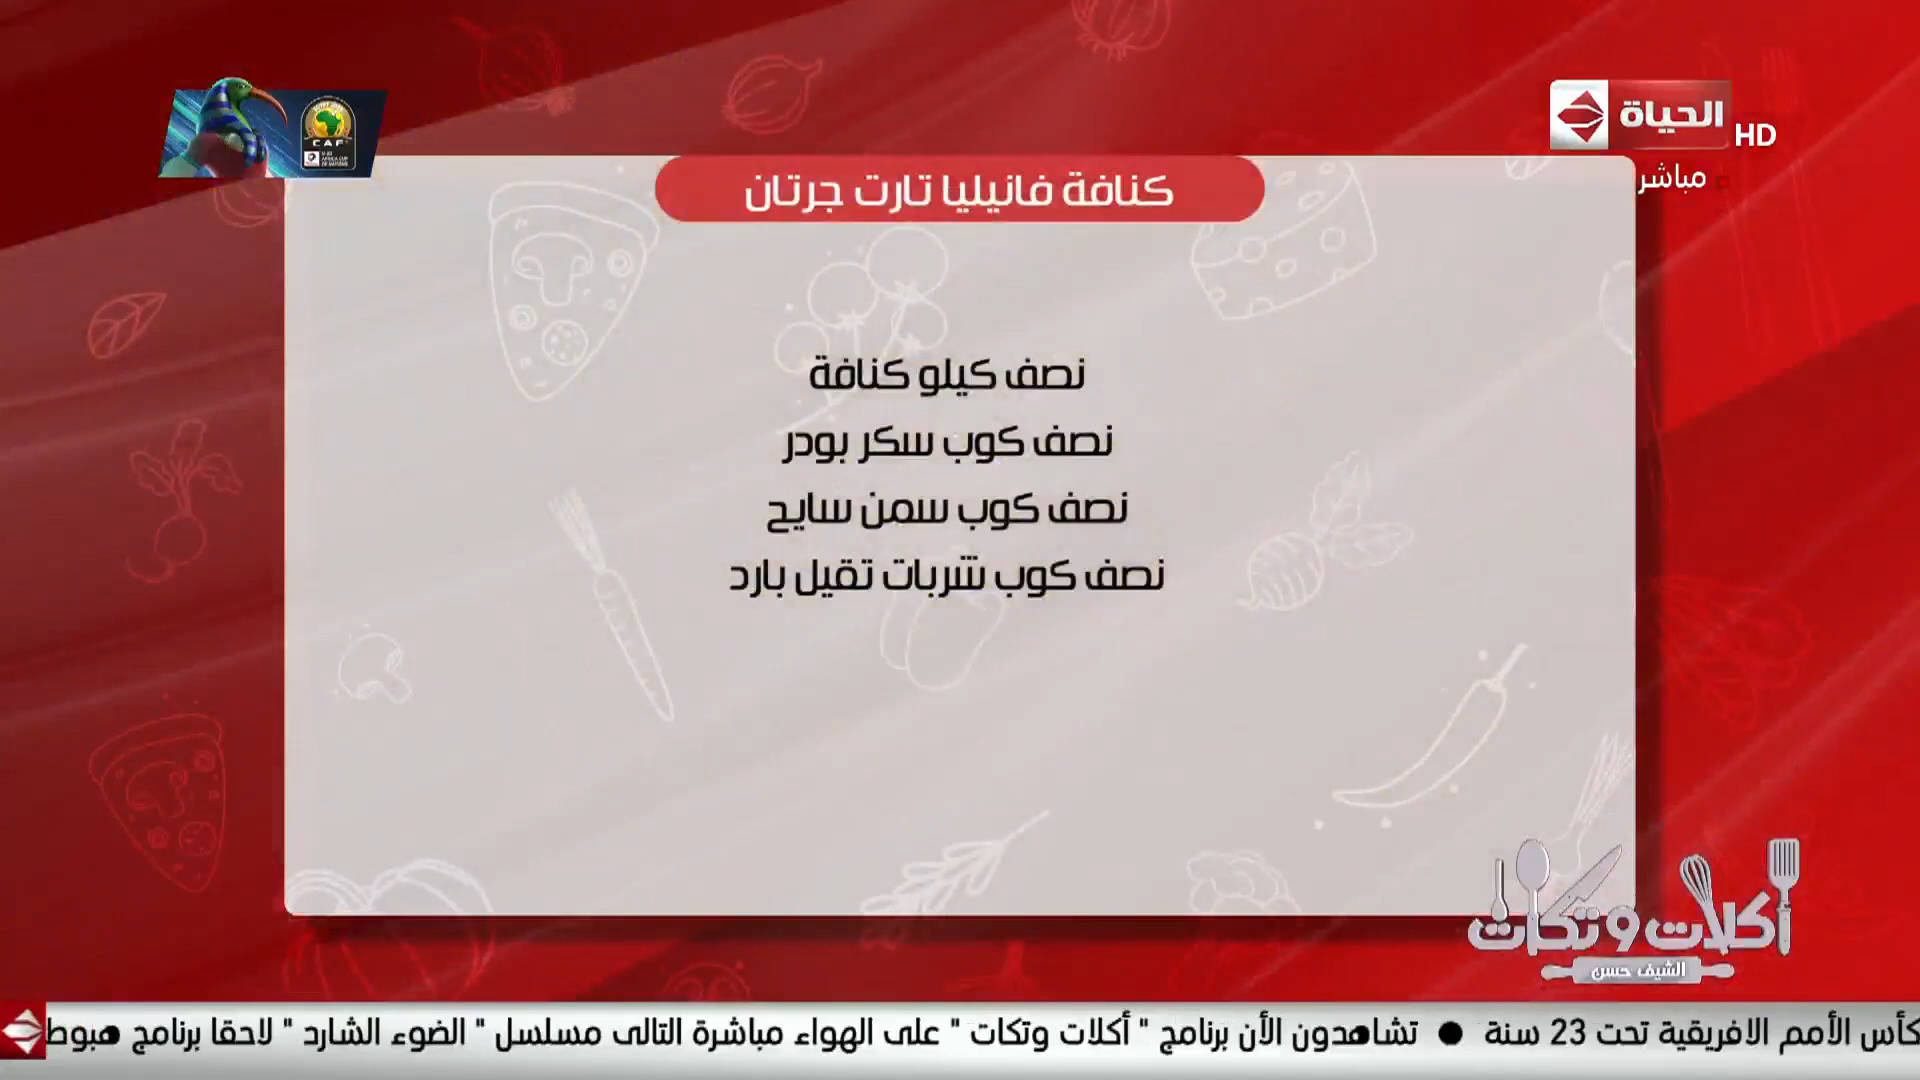 الحياة HD
مباشر
CAF
كنافة فانيليا تارت جرتان
نصف كيلو كنافة
نصف كوب سكر بودر
نصف كوب سمن سايح
نصف كوب شربات تقيل بارد
أكلات وتكات
الشيف حسن
كأس الأمم الافريقية تحت 23 سنة ● تشاهدون الأن برنامج " أكلات وتكات " على الهواء مباشرة التالى مسلسل " الضوء الشارد " لاحقا برنامج هبوط